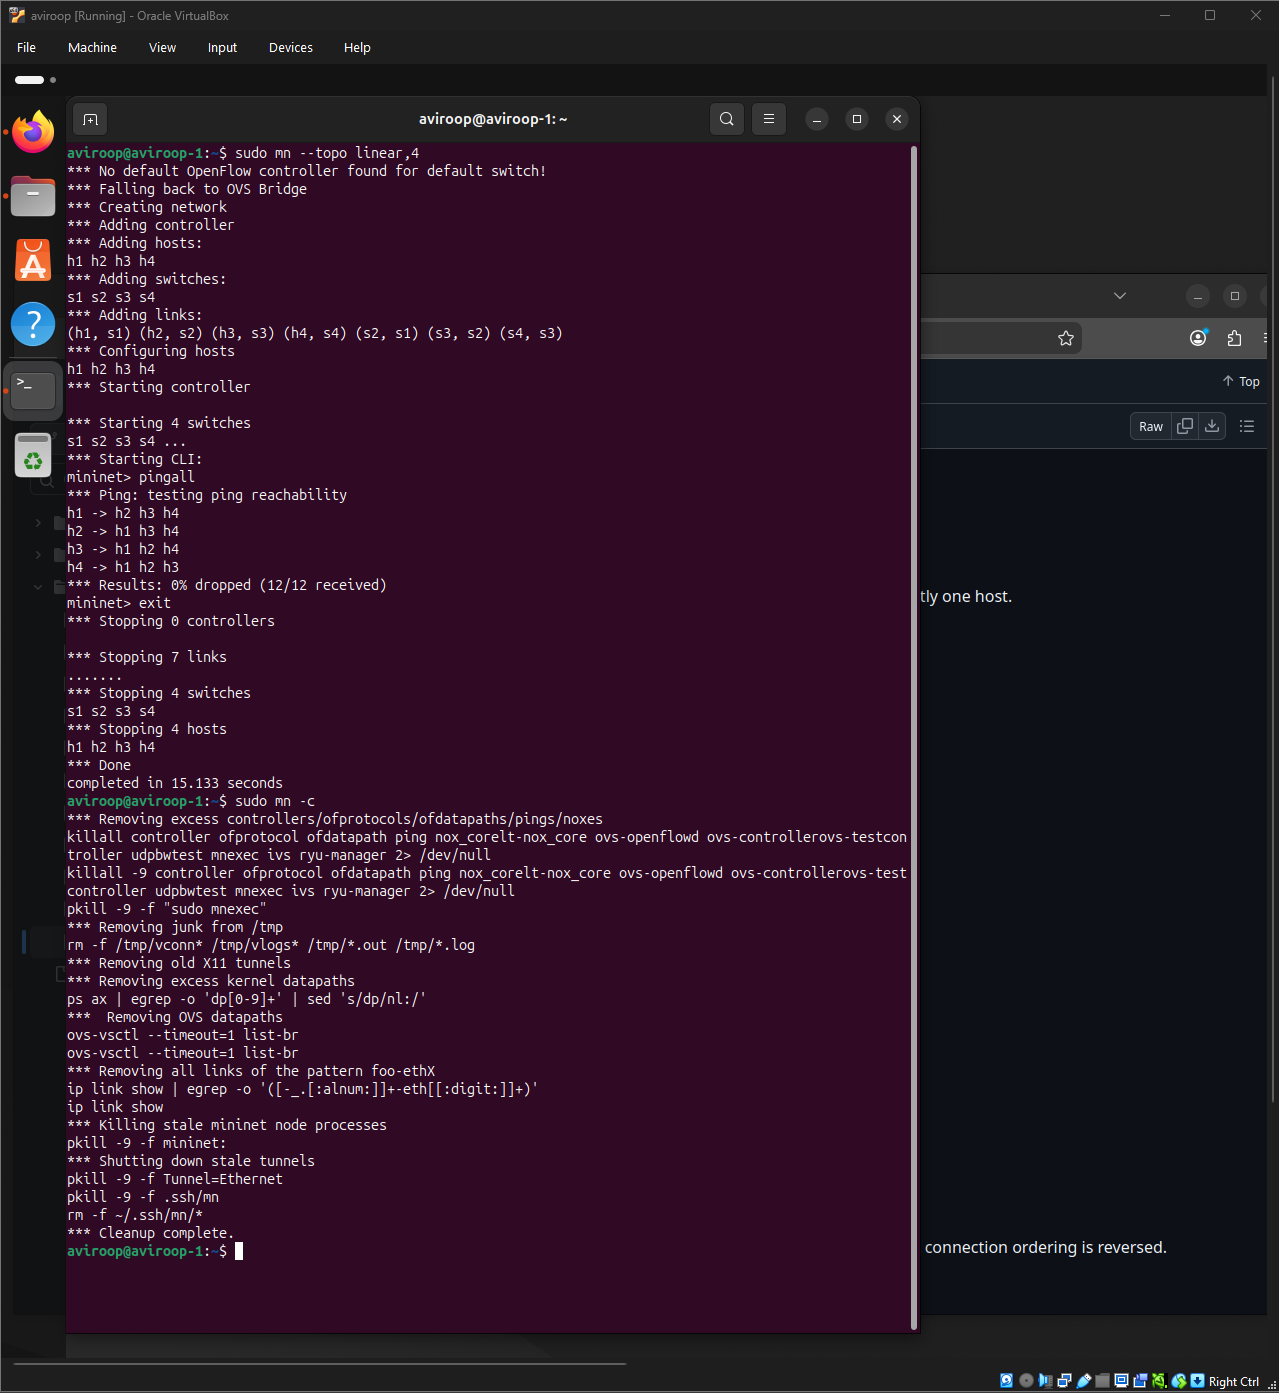 aviroop [Running] - Oracle VirtualBox
File Machine View Input Devices Help
aviroop@aviroop-1: ~
aviroop@aviroop-1:~$ sudo mn --topo linear,4
*** No default OpenFlow controller found for default switch!
*** Falling back to OVS Bridge
*** Creating network
*** Adding controller
*** Adding hosts:
h1 h2 h3 h4
*** Adding switches:
s1 s2 s3 s4
*** Adding links:
(h1, s1) (h2, s2) (h3, s3) (h4, s4) (s2, s1) (s3, s2) (s4, s3)
*** Configuring hosts
h1 h2 h3 h4
*** Starting controller

*** Starting 4 switches
s1 s2 s3 s4 ...
*** Starting CLI:
mininet> pingall
*** Ping: testing ping reachability
h1 -> h2 h3 h4
h2 -> h1 h3 h4
h3 -> h1 h2 h4
h4 -> h1 h2 h3
*** Results: 0% dropped (12/12 received)
mininet> exit
*** Stopping 0 controllers

*** Stopping 7 links
.......
*** Stopping 4 switches
s1 s2 s3 s4
*** Stopping 4 hosts
h1 h2 h3 h4
*** Done
completed in 15.133 seconds
aviroop@aviroop-1:~$ sudo mn -c
*** Removing excess controllers/ofprotocols/ofdatapaths/pings/noxes
killall controller ofprotocol ofdatapath ping nox_corelt-nox_core ovs-openflowd ovs-controllerovs-testcon
troller udpbwtest mnexec ivs ryu-manager 2> /dev/null
killall -9 controller ofprotocol ofdatapath ping nox_corelt-nox_core ovs-openflowd ovs-controllerovs-test
controller udpbwtest mnexec ivs ryu-manager 2> /dev/null
pkill -9 -f "sudo mnexec"
*** Removing junk from /tmp
rm -f /tmp/vconn* /tmp/vlogs* /tmp/*.out /tmp/*.log
*** Removing old X11 tunnels
*** Removing excess kernel datapaths
ps ax | egrep -o 'dp[0-9]+' | sed 's/dp/nl:/'
***  Removing OVS datapaths
ovs-vsctl --timeout=1 list-br
ovs-vsctl --timeout=1 list-br
*** Removing all links of the pattern foo-ethX
ip link show | egrep -o '([-_.[:alnum:]]+-eth[[:digit:]]+)'
ip link show
*** Killing stale mininet node processes
pkill -9 -f mininet:
*** Shutting down stale tunnels
pkill -9 -f Tunnel=Ethernet
pkill -9 -f .ssh/mn
rm -f ~/.ssh/mn/*
*** Cleanup complete.
aviroop@aviroop-1:~$
Top
Raw
tly one host.
connection ordering is reversed.
Right Ctrl